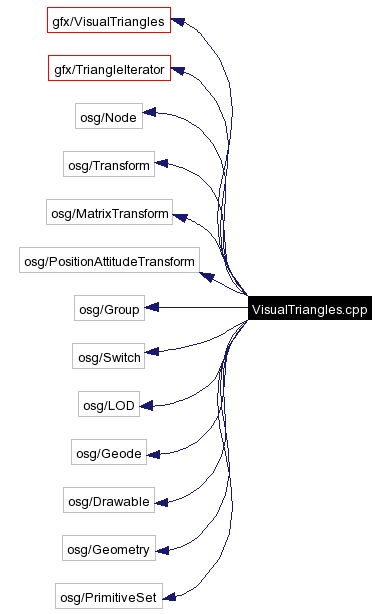 gfx/VisualTriangles
gfx/TriangleIterator
osg/Node
osg/Transform
osg/MatrixTransform
osg/PositionAttitudeTransform
osg/Group
VisualTriangles.cpp
osg/Switch
osg/LOD
osg/Geode
osg/Drawable
osg/Geometry
osg/PrimitiveSet